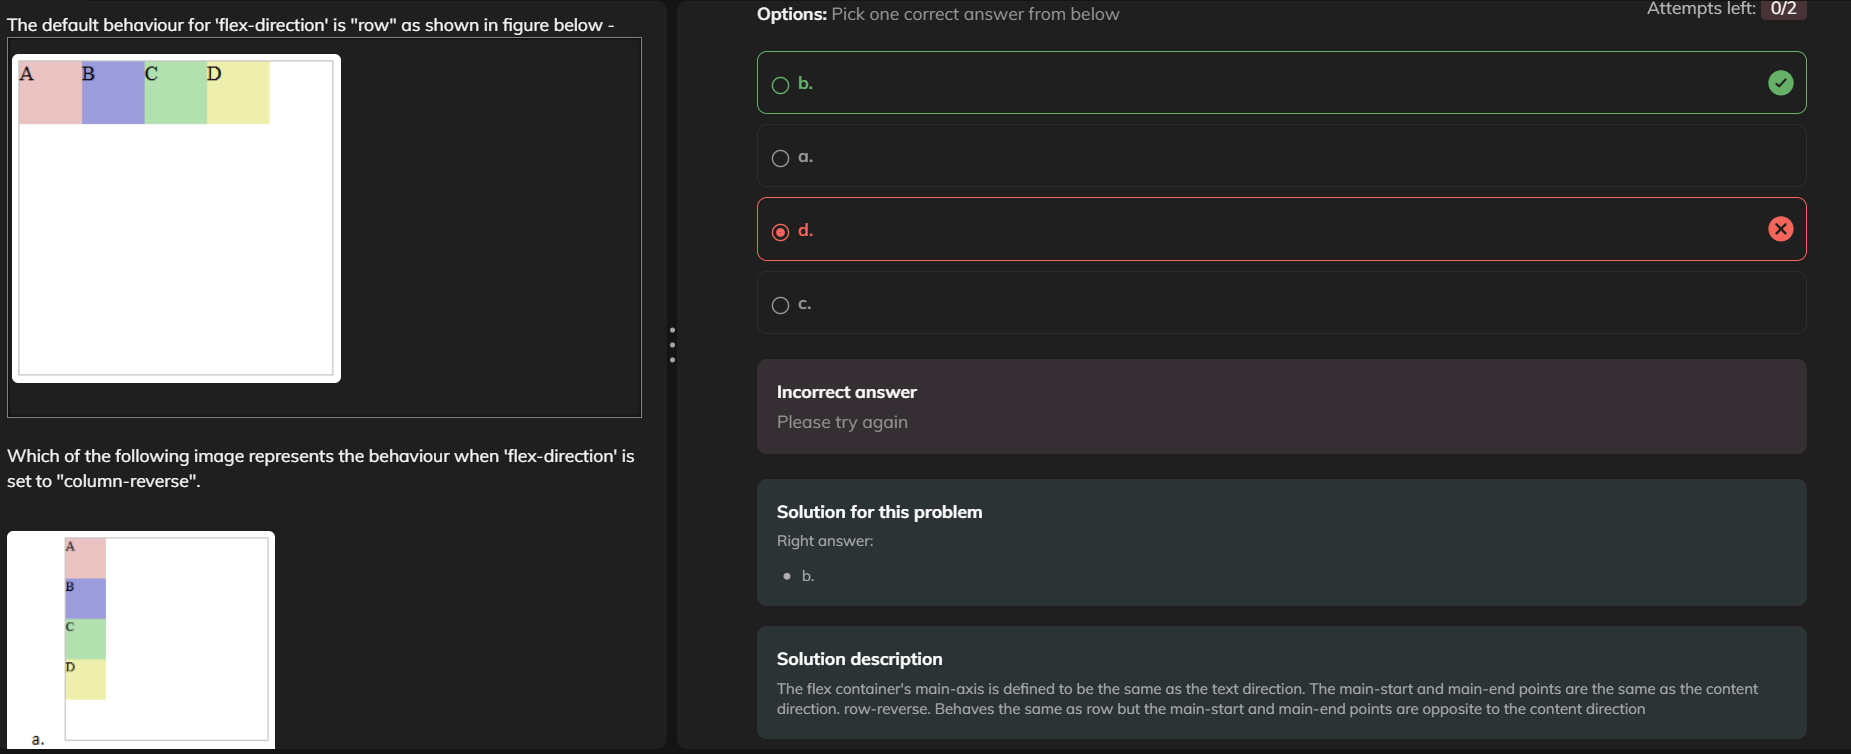 The default behaviour for 'flex-direction' is "row" as shown in figure below -
A B C D
Which of the following image represents the behaviour when 'flex-direction' is
set to "column-reverse".
A
B
C
D
a.
Options: Pick one correct answer from below
Attempts left: 0/2
b.
a.
d.
c.
Incorrect answer
Please try again
Solution for this problem
Right answer:
• b.
Solution description
The flex container's main-axis is defined to be the same as the text direction. The main-start and main-end points are the same as the content
direction. row-reverse. Behaves the same as row but the main-start and main-end points are opposite to the content direction